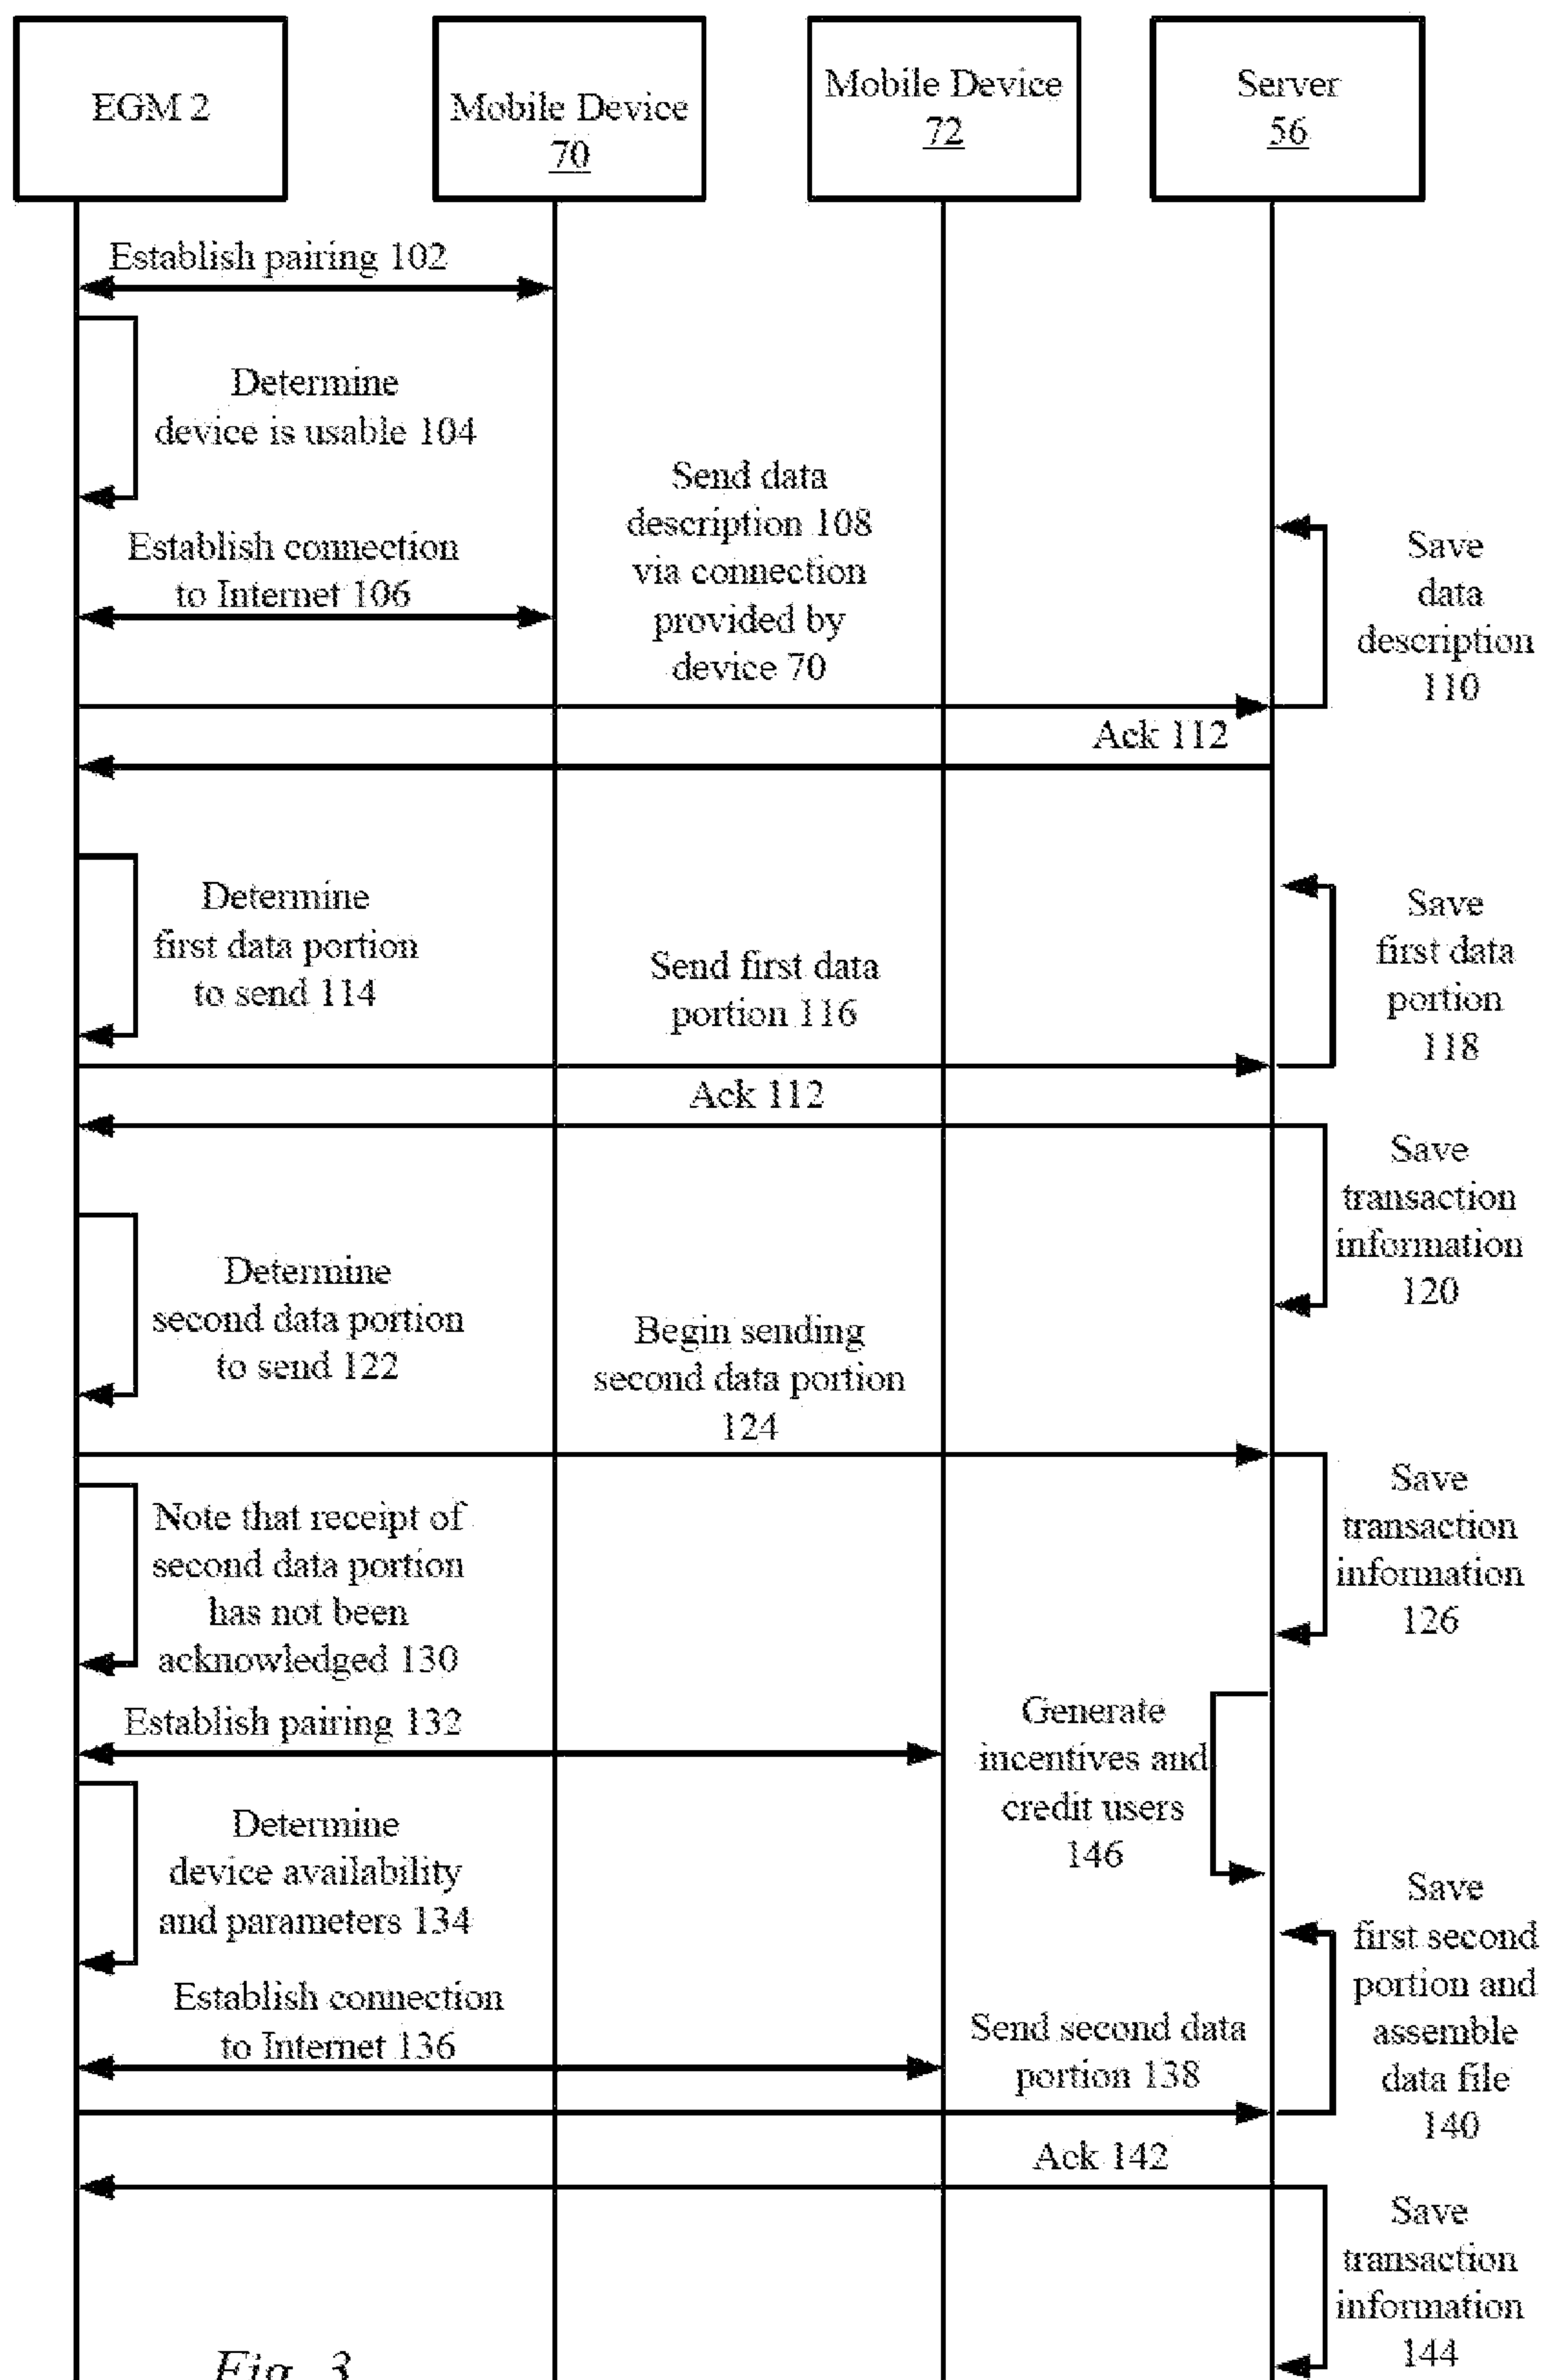 EGM 2
Mobile Device
70
Mobile Device
72
Server
56
Establish pairing 102
Determine
device is usable 104
Establish connection
to Internet 106
Send data
description 108
via connection
provided by
device 70
Save
data
description
110
Ack 112
Determine
first data portion
to send 114
Send first data
portion 116
Save
first data
portion
118
Ack 112
Save
transaction
information
120
Determine
second data portion
to send 122
Begin sending
second data portion
124
Save
transaction
information
126
Note that receipt of
second data portion
has not been
acknowledged 130
Establish pairing 132
Generate
incentives and
credit users
146
Determine
device availability
and parameters 134
Establish connection
to Internet 136
Send second data
portion 138
Save
first second
portion and
assemble
data file
140
Ack 142
Save
transaction
information
144
Fig. 3